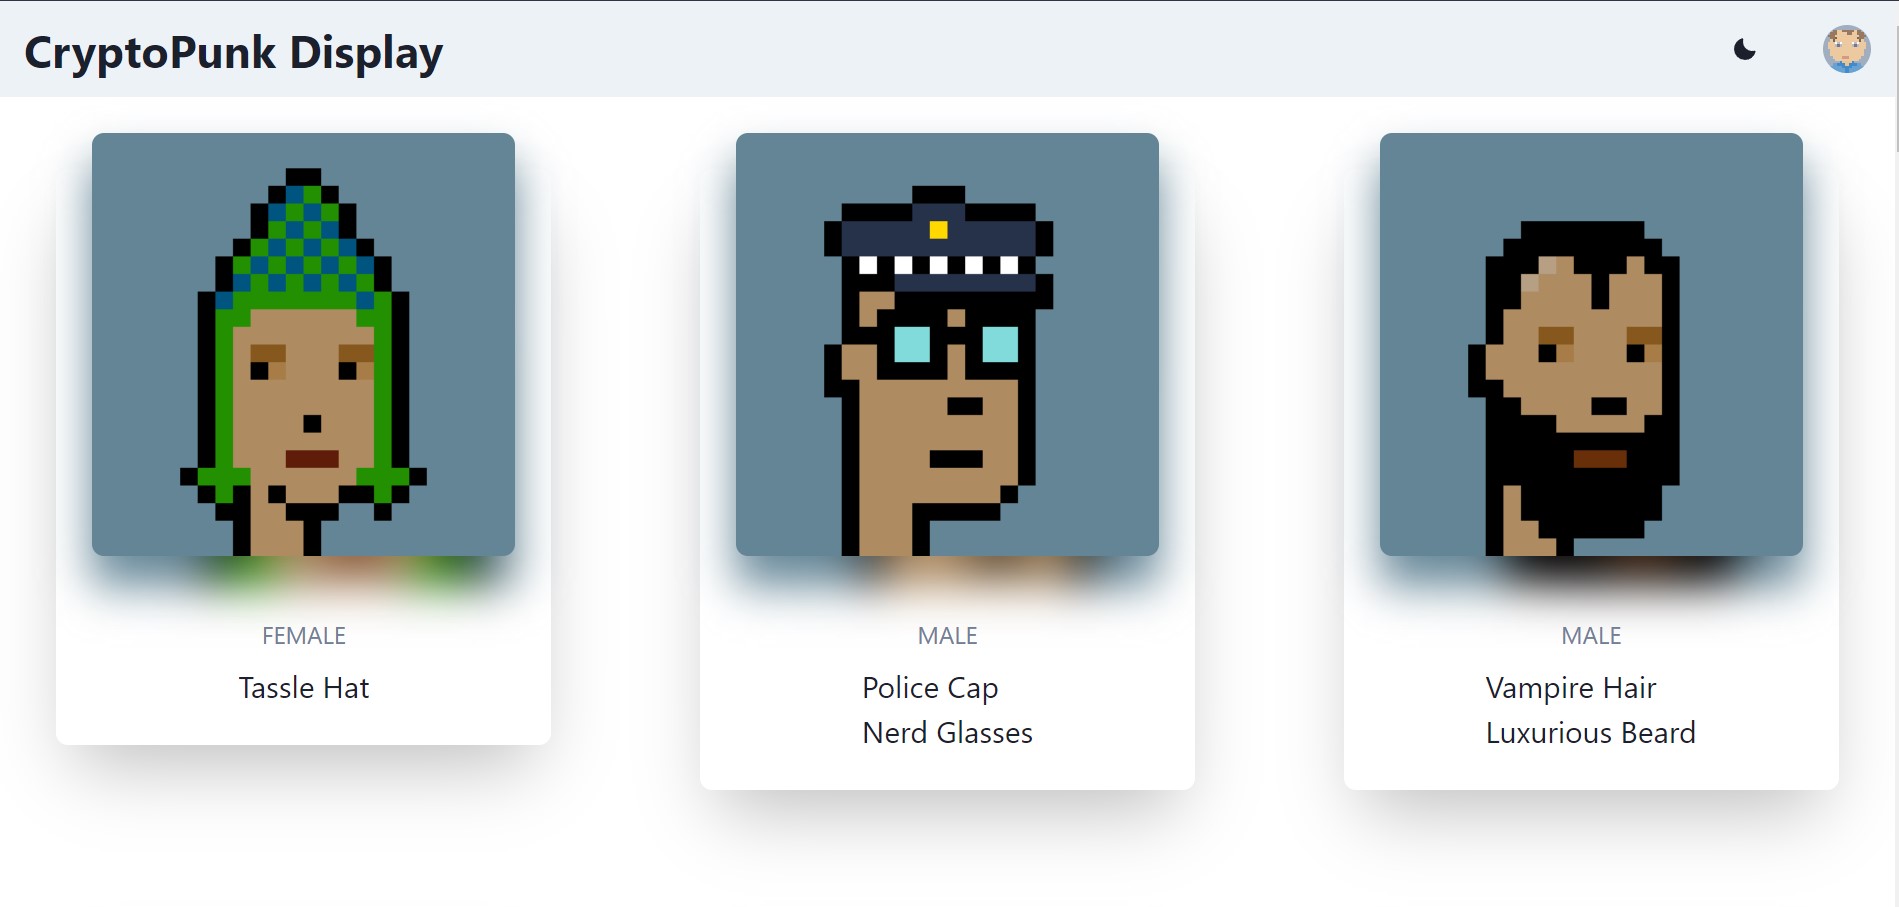 CryptoPunk Display
FEMALE
Tassle Hat
MALE
Police Cap
Nerd Glasses
MALE
Vampire Hair
Luxurious Beard